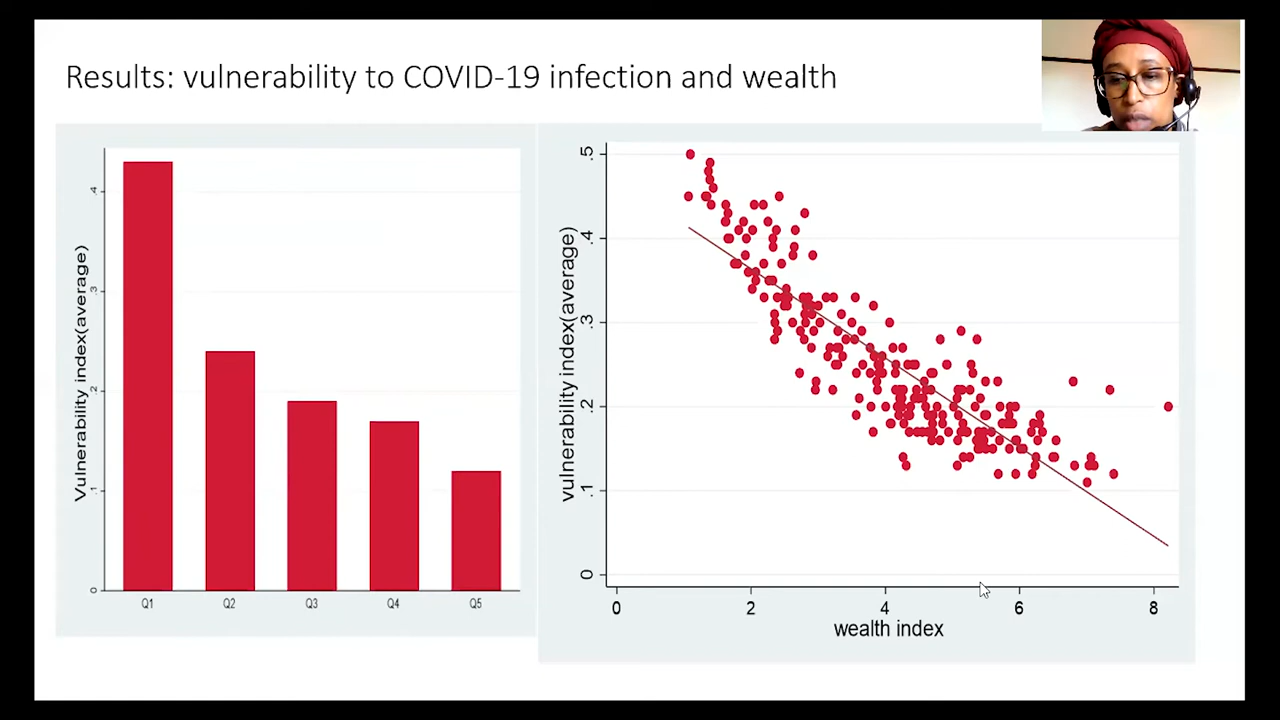 Results: vulnerability to COVID-19 infection and wealth
Vulnerability index(average)
.4
.3
.2
.1
0
Q1 Q2 Q3 Q4 Q5
vulnerability index(average)
.5
.4
.3
.2
.1
0
0 2 4 6 8
wealth index